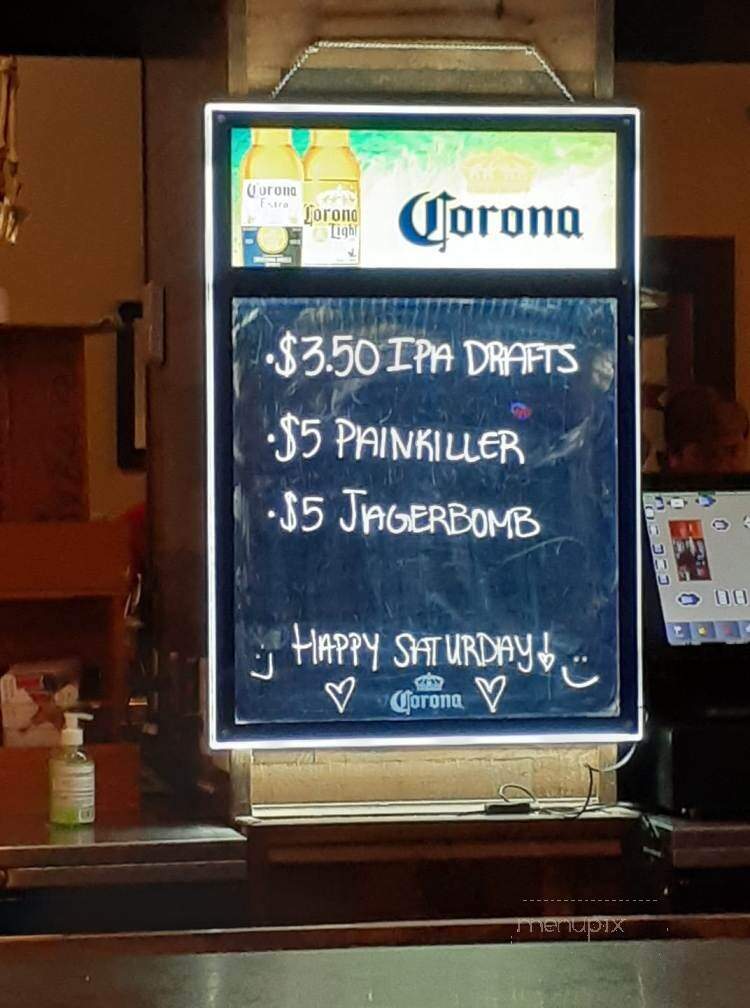 Corona
Extra
Corona
Light
Corona
·$3.50 IPA DRAFTS
·$5 PAINKILLER
·$5 JAGERBOMB
HAPPY SATURDAY!
Corona
menupix